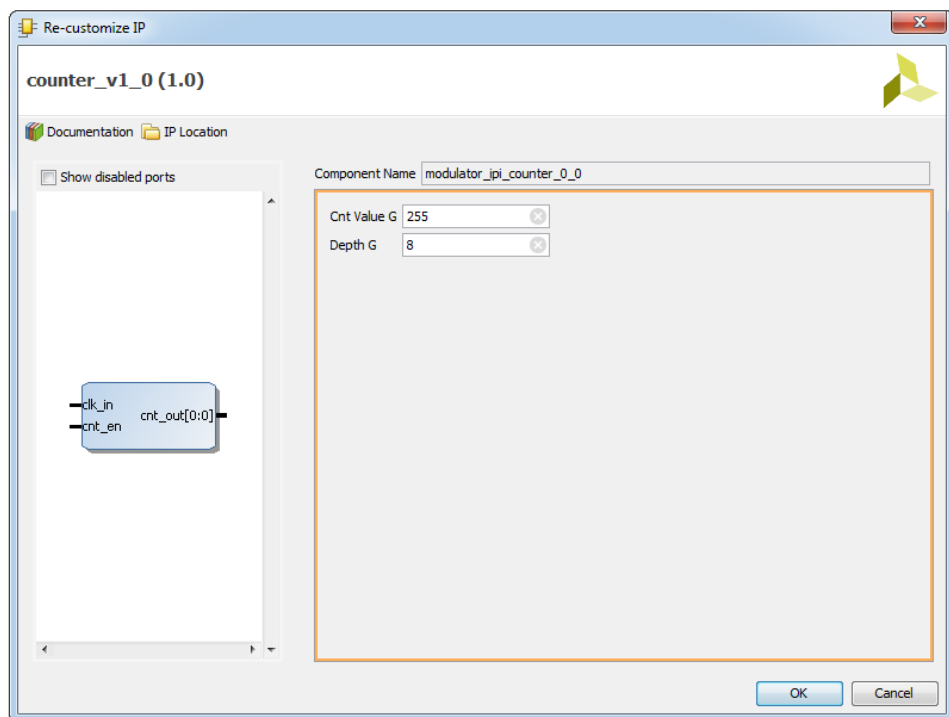 Re-customize IP
counter_v1_0 (1.0)
Documentation IP Location
Show disabled ports
Component Name modulator_ipi_counter_0_0
Cnt Value G 255
Depth G 8
clk_in
cnt_out[0:0]
cnt_en
OK Cancel